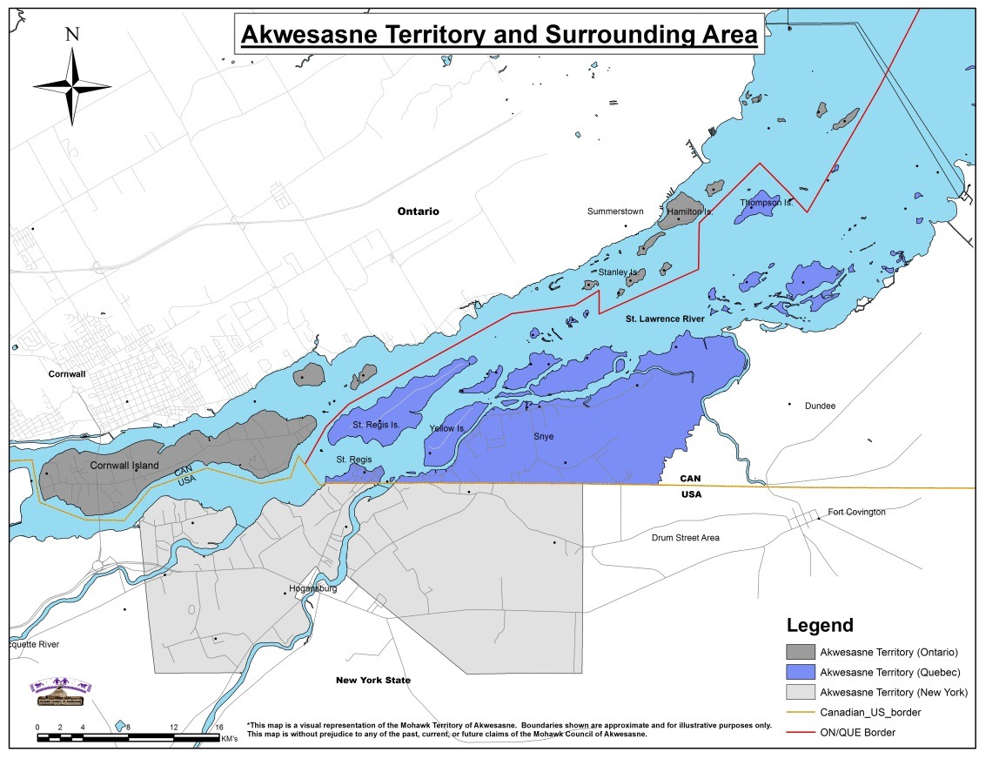 Akwesasne Territory and Surrounding Area
N
Ontario
Summerstown
Hamilton Is.
Thompson Is.
Stanley Is.
St. Lawrence River
Cornwall
Dundee
St. Regis Is.
Yellow Is.
Snye
Cornwall Island
CAN
USA
St. Regis
CAN
USA
Fort Covington
Drum Street Area
Hogansburg
quette River
New York State
Legend
Akwesasne Territory (Ontario)
Akwesasne Territory (Quebec)
Akwesasne Territory (New York)
Canadian_US_border
ON/QUE Border
MOHAWK COUNCIL OF AKWESASNE
0 2 4 8 12 16
KM's
*This map is a visual representation of the Mohawk Territory of Akwesasne. Boundaries shown are approximate and for illustrative purposes only.
This map is without prejudice to any of the past, current, or future claims of the Mohawk Council of Akwesasne.